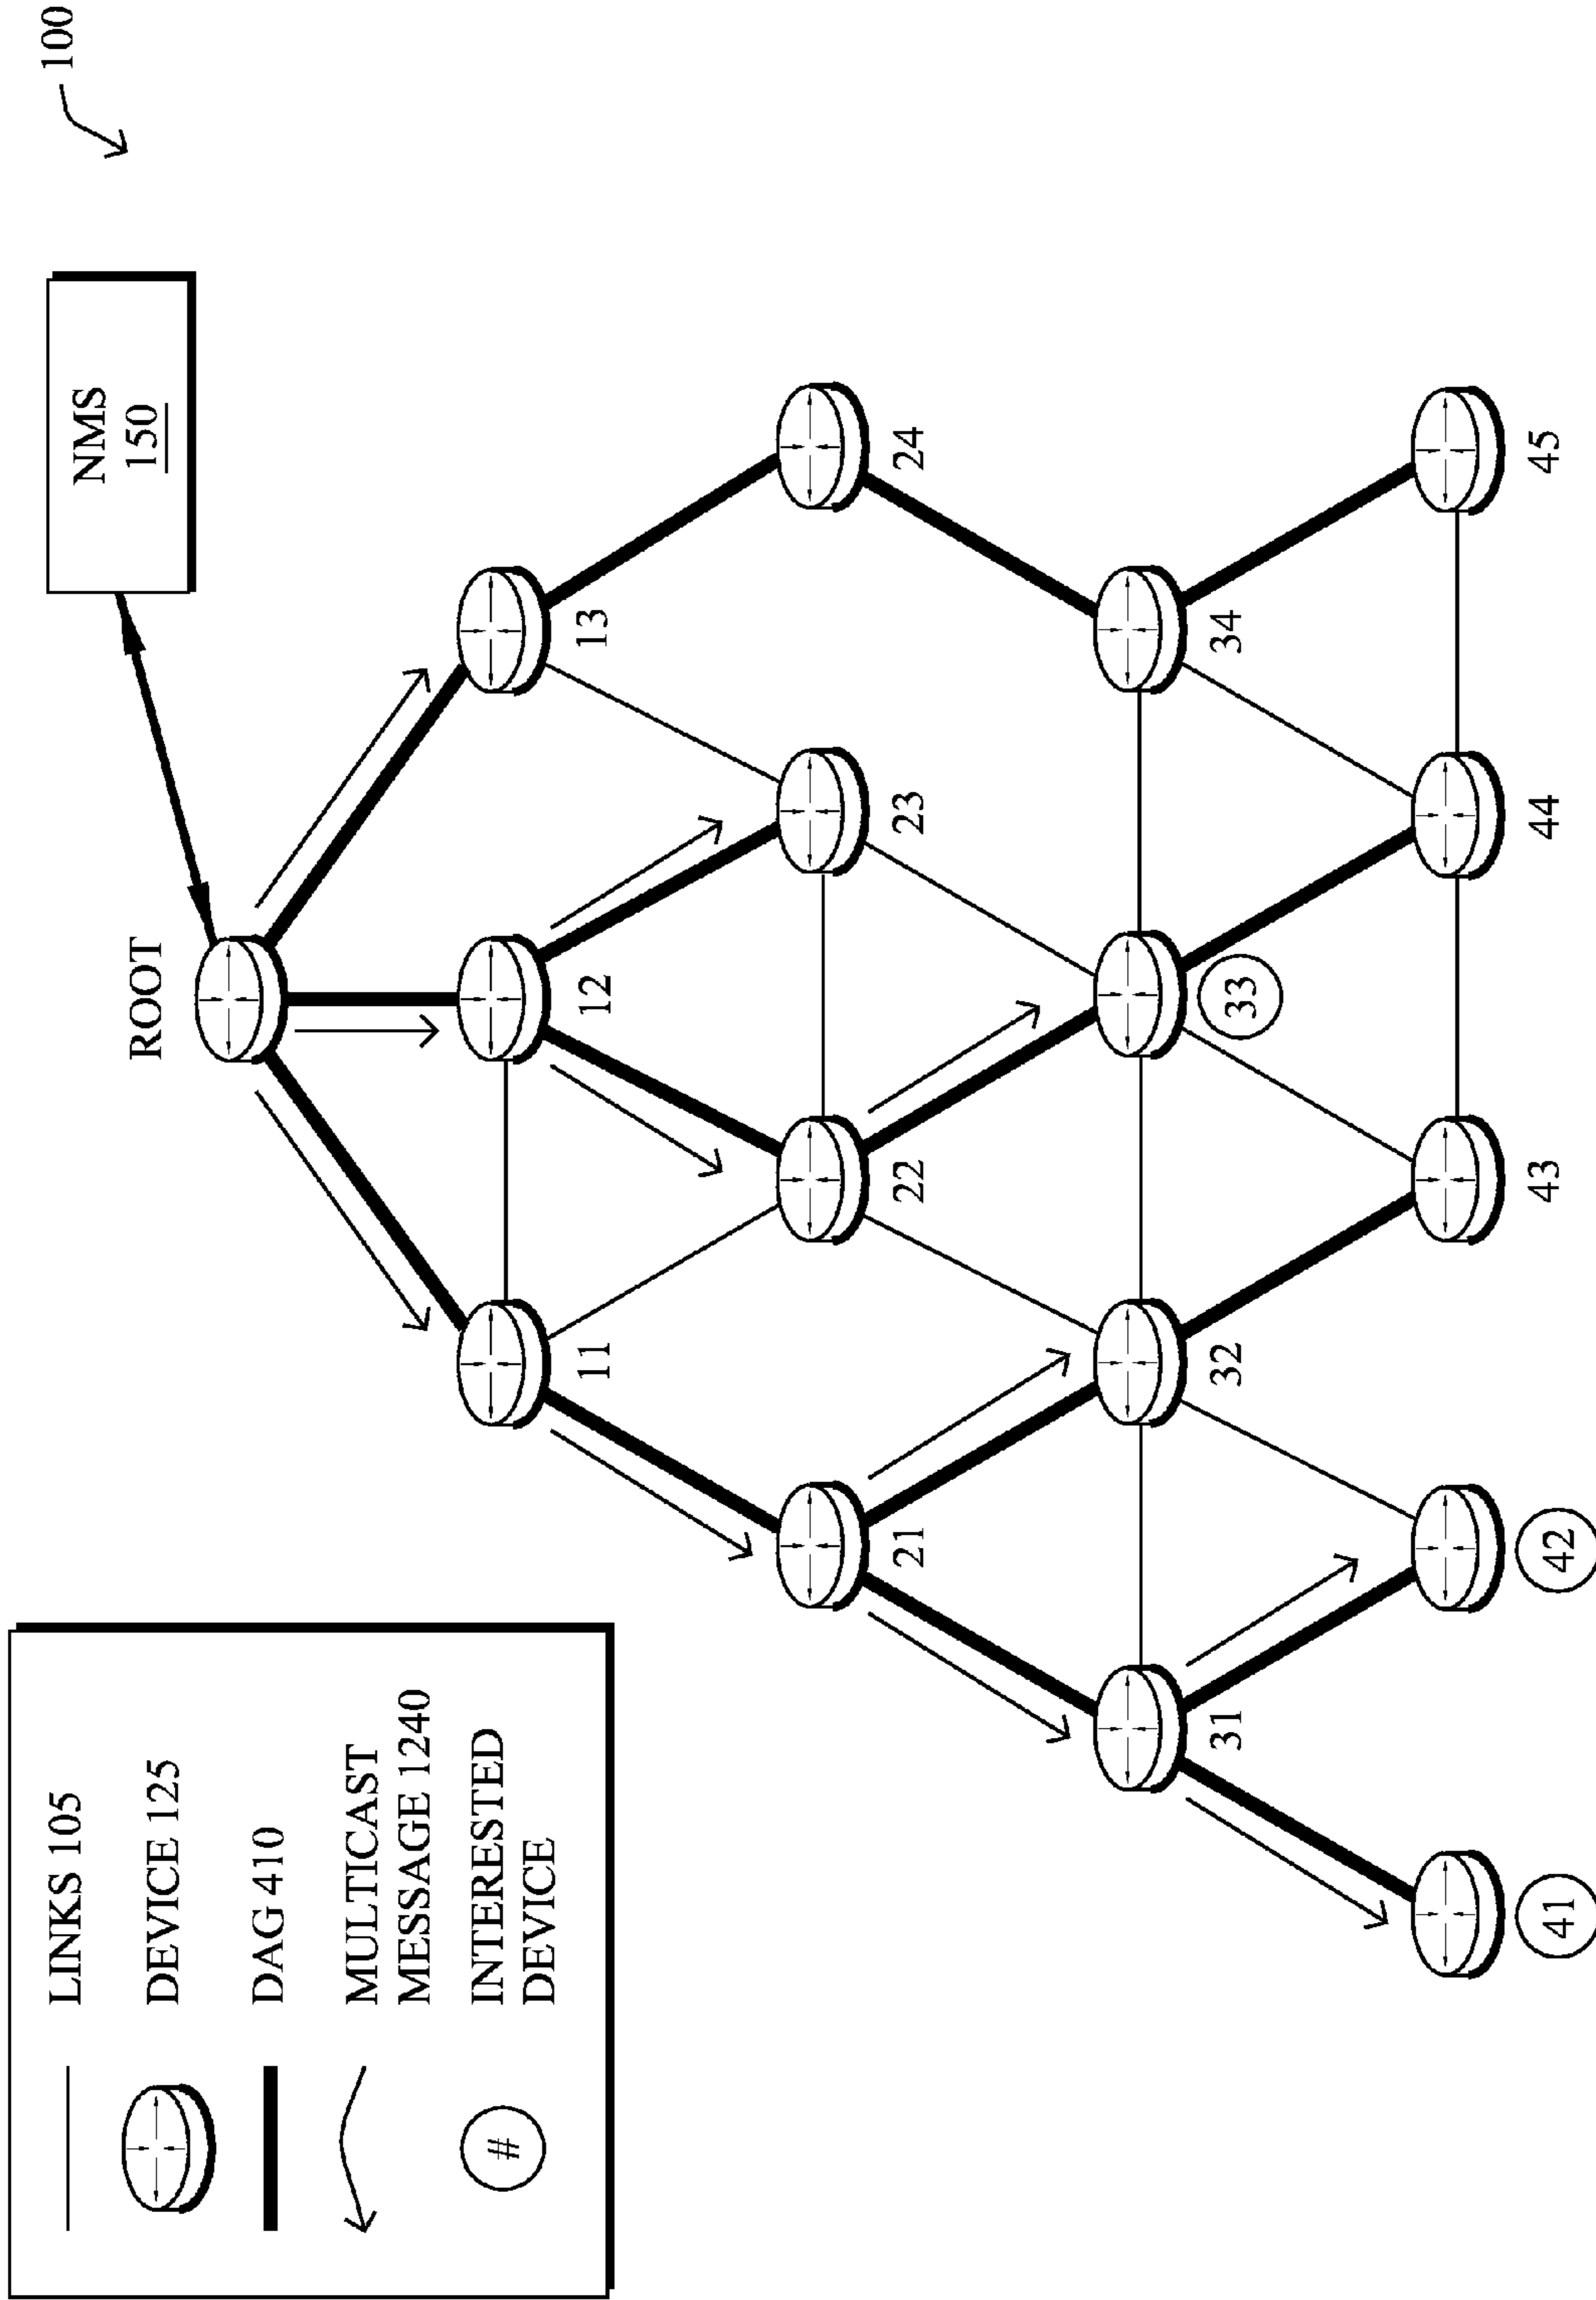 LINKS 105
DEVICE 125
DAG 410
MULTICAST
MESSAGE 1240
#
INTERESTED
DEVICE
100
NMS
150
ROOT
11
12
13
21
22
23
24
31
32
33
34
41
42
43
44
45